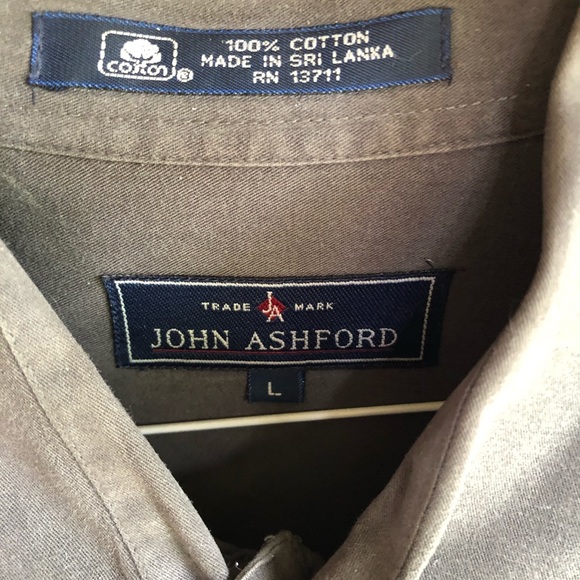 cotton ®
100% COTTON
MADE IN SRI LANKA
RN 13711
TRADE JA MARK
JOHN ASHFORD
L